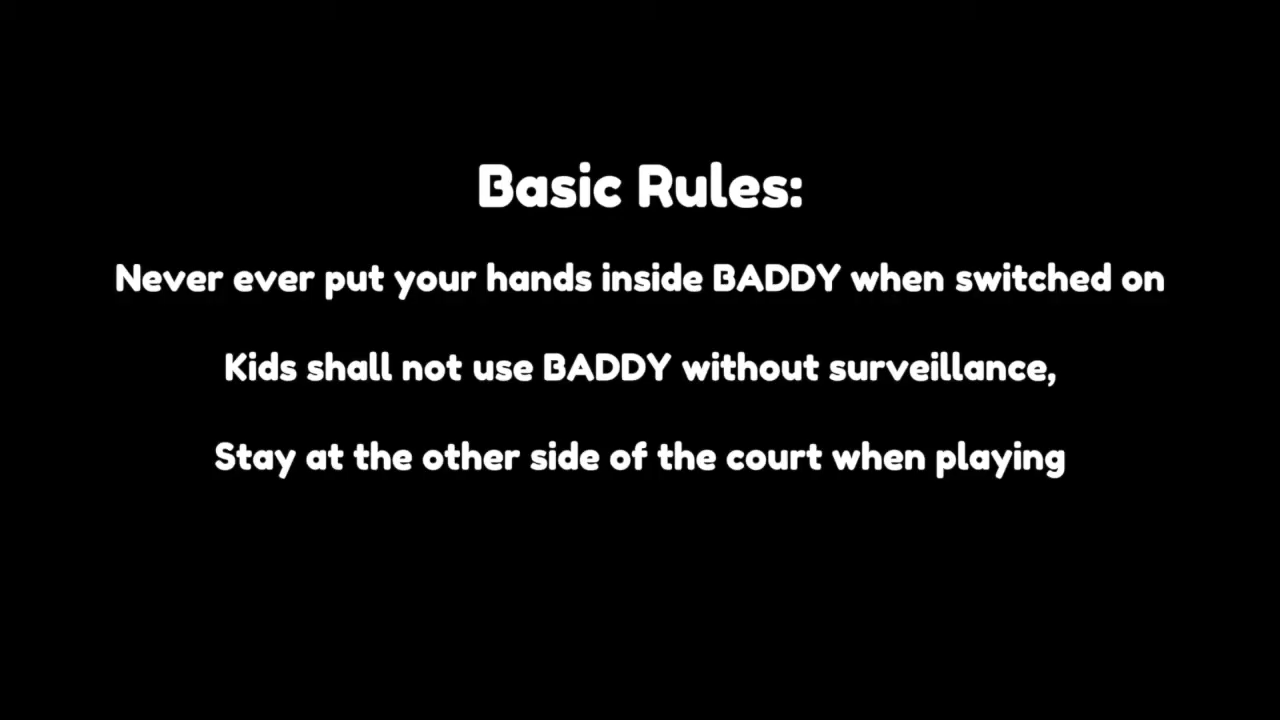 Basic Rules:
Never ever put your hands inside BADDY when switched on
Kids shall not use BADDY without surveillance,
Stay at the other side of the court when playing